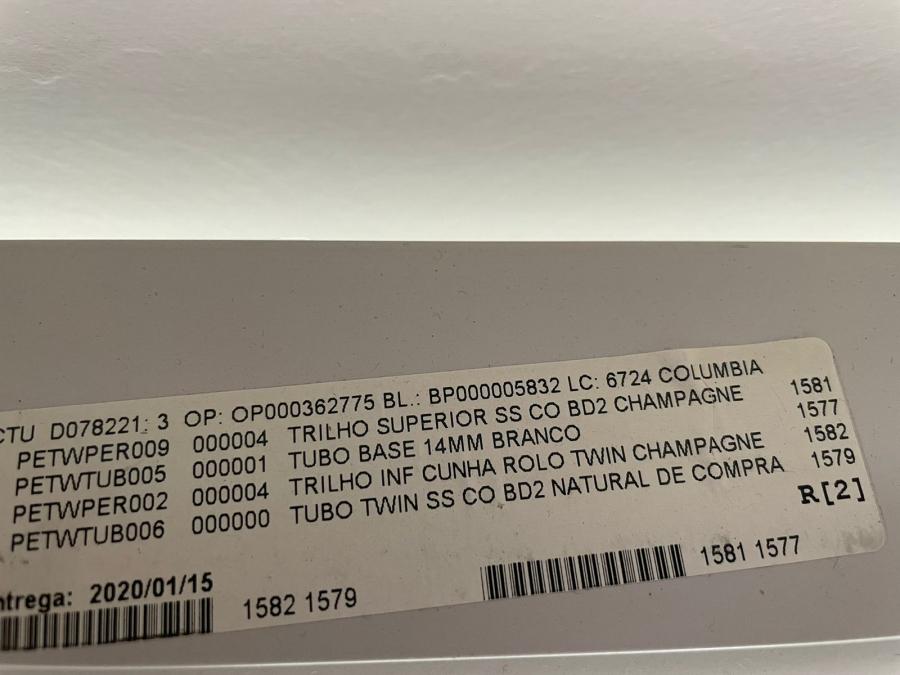 CTU D078221: 3 OP: OP000362775 BL.: BP000005832 LC: 6724 COLUMBIA
PETWPER009 000004 TRILHO SUPERIOR SS CO BD2 CHAMPAGNE 1581
PETWTUB005 000001 TUBO BASE 14MM BRANCO 1577
PETWPER002 000004 TRILHO INF CUNHA ROLO TWIN CHAMPAGNE 1582
PETWTUB006 000000 TUBO TWIN SS CO BD2 NATURAL DE COMPRA 1579
R[2]
ntrega: 2020/01/15
1582 1579
1581 1577